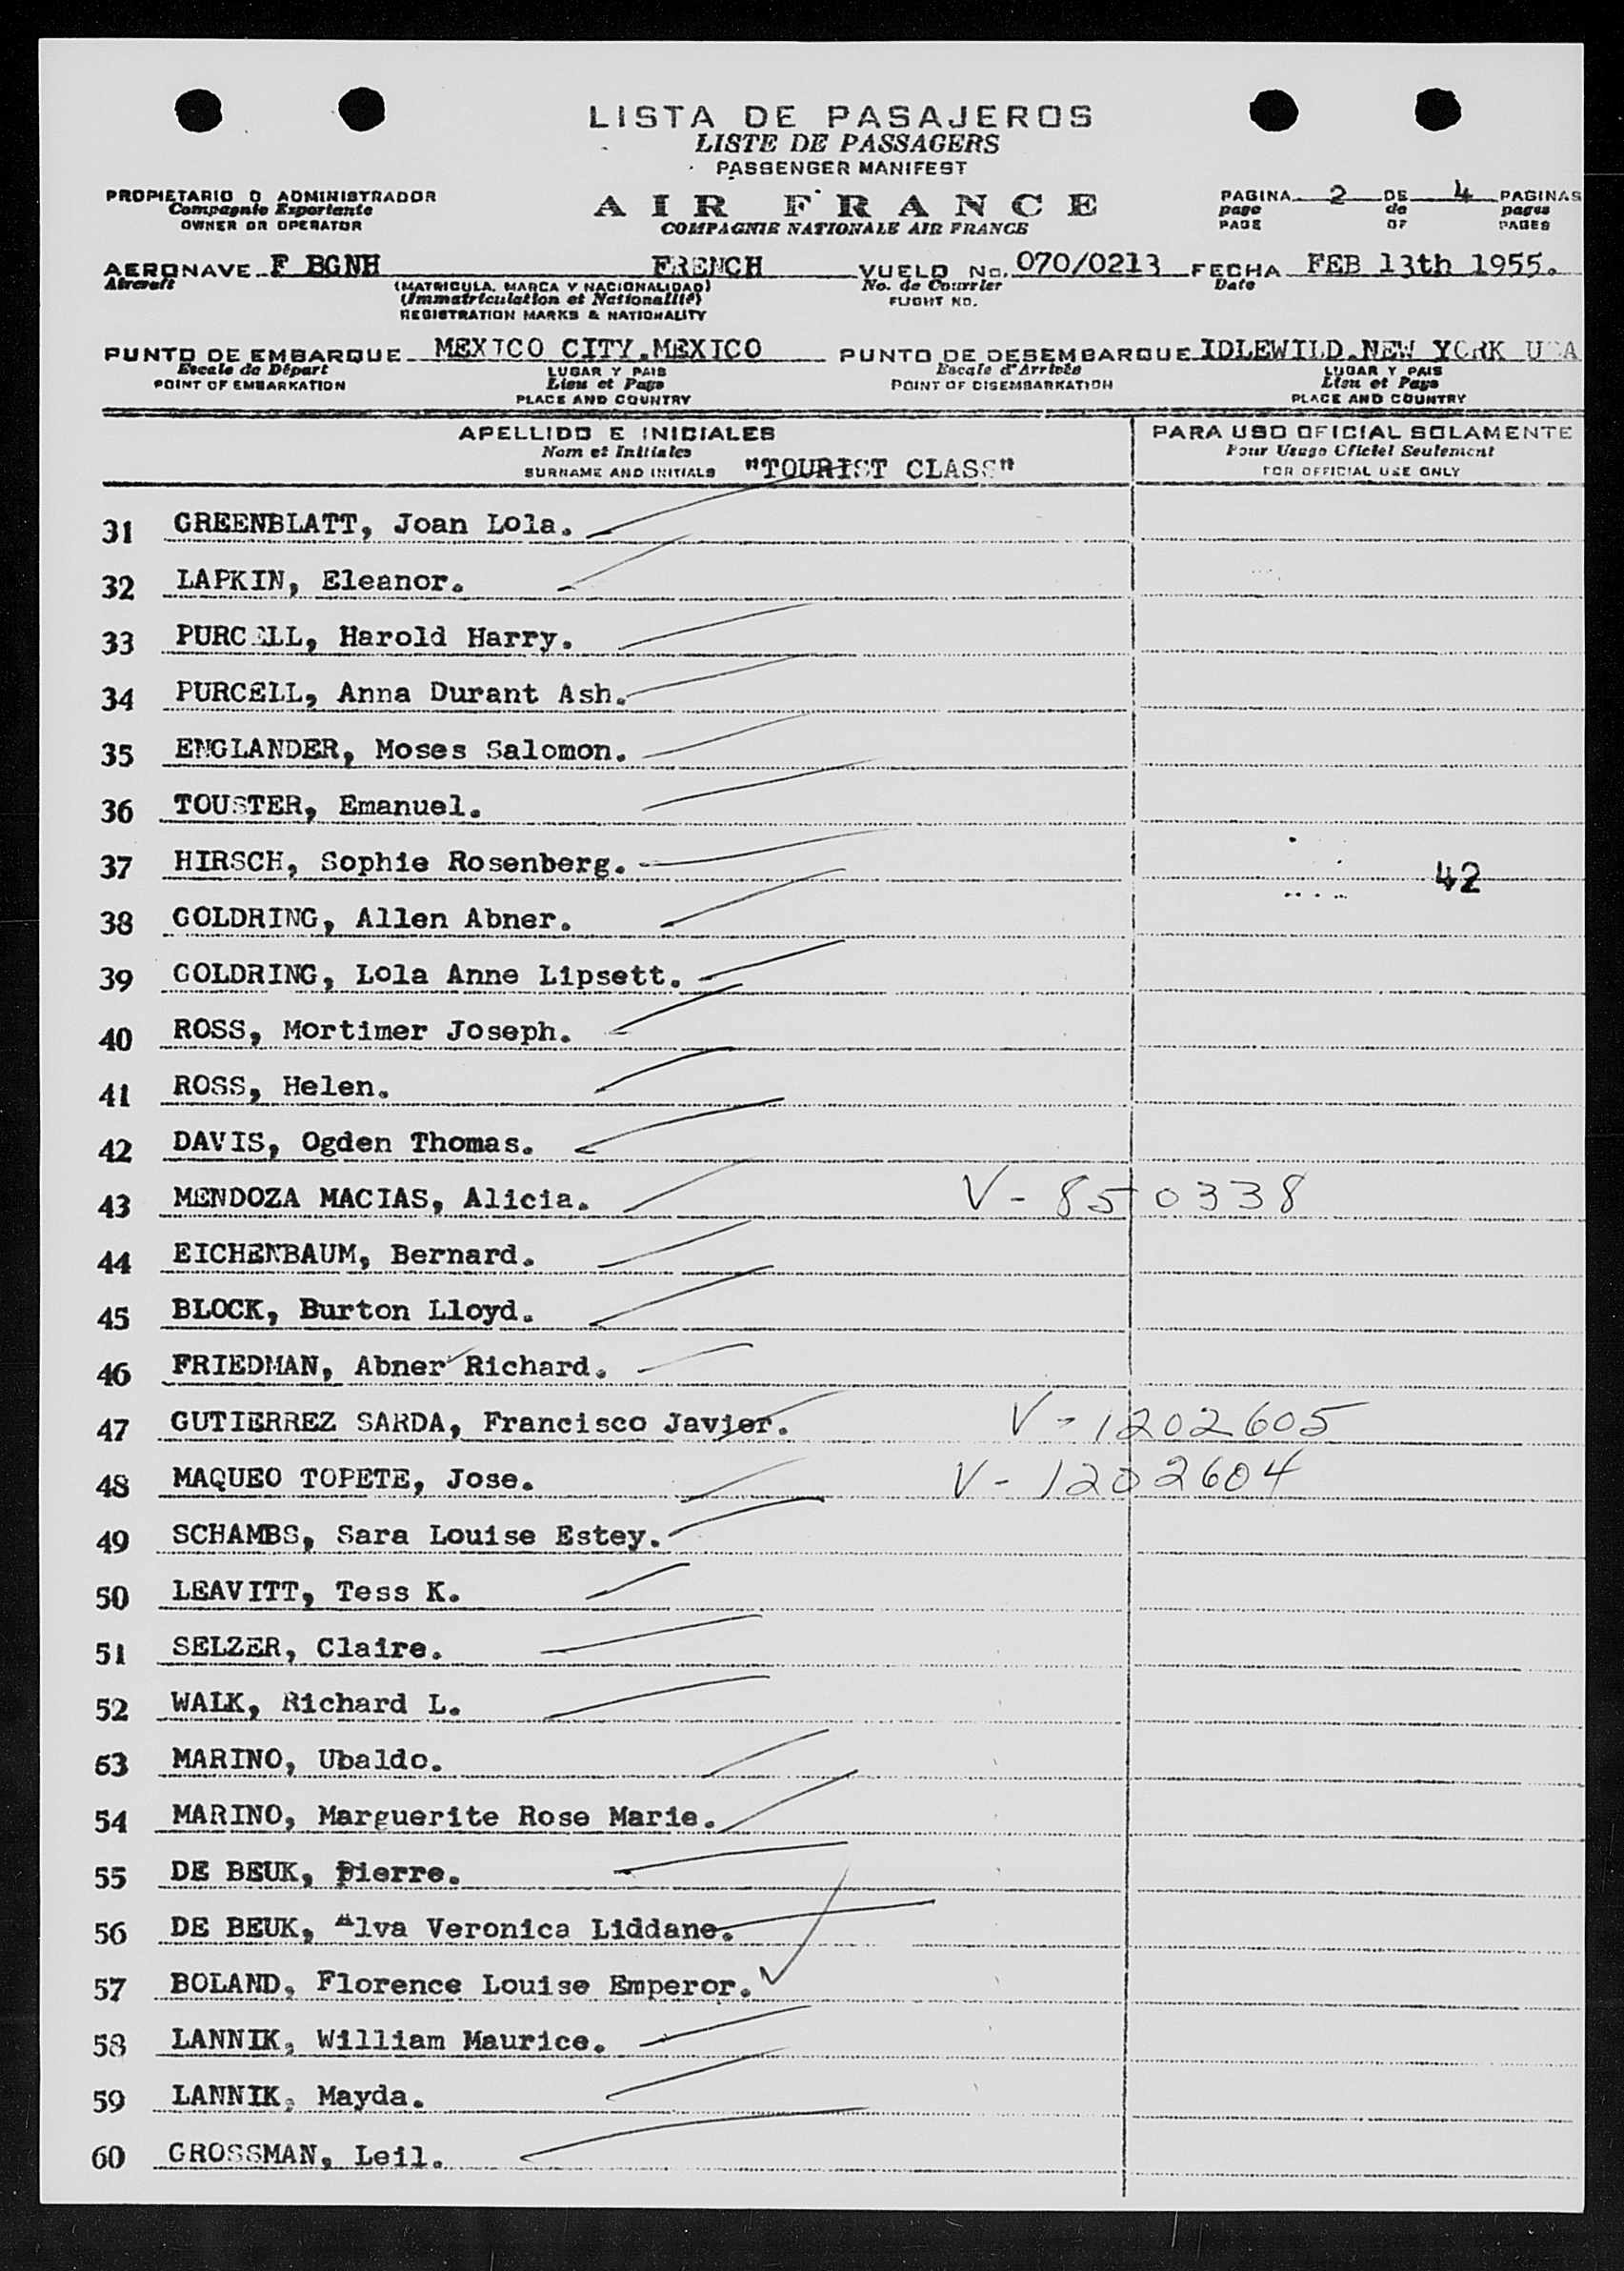 LISTA DE PASAJEROS
LISTE DE PASSAGERS
PASSENGER MANIFEST
PROPIETARIO O ADMINISTRADOR
Compagnie Exportante
OWNER OR OPERATOR
AIR FRANCE
COMPAGNIE NATIONALE AIR FRANCE
PAGINA 2 DE 4 PAGINAS
page de pages
PAGE OF PAGES
AERONAVE F BGNH FRENCH VUELO No. 070/0213 FECHA FEB 13th 1955.
Aircraft (MATRICULA, MARCA Y NACIONALIDAD) No. de Courrier Date
(Immatriculation et Nationalité) FLIGHT NO.
REGISTRATION MARKS & NATIONALITY
PUNTO DE EMBARQUE MEXICO CITY.MEXICO PUNTO DE DESEMBARQUE IDLEWILD.NEW YORK USA
Escale de Départ LUGAR Y PAIS Escale d'Arrivée LUGAR Y PAIS
POINT OF EMBARKATION Lieu et Pays POINT OF DISEMBARKATION Lieu et Pays
PLACE AND COUNTRY PLACE AND COUNTRY
APELLIDO E INICIALES PARA USO OFICIAL SOLAMENTE
Nom et Initiales Pour Usage Officiel Seulement
SURNAME AND INITIALS "TOURIST CLASS" FOR OFFICIAL USE ONLY
31 GREENBLATT, Joan Lola.
32 LAPKIN, Eleanor.
33 PURCELL, Harold Harry.
34 PURCELL, Anna Durant Ash.
35 ENGLANDER, Moses Salomon.
36 TOUSTER, Emanuel.
37 HIRSCH, Sophie Rosenberg. 42
38 GOLDRING, Allen Abner.
39 GOLDRING, Lola Anne Lipsett.
40 ROSS, Mortimer Joseph.
41 ROSS, Helen.
42 DAVIS, Ogden Thomas.
43 MENDOZA MACIAS, Alicia. V-850338
44 EICHENBAUM, Bernard.
45 BLOCK, Burton Lloyd.
46 FRIEDMAN, Abner Richard.
47 GUTIERREZ SARDA, Francisco Javier. V-1202605
48 MAQUEO TOPETE, Jose. V-1202604
49 SCHAMBS, Sara Louise Estey.
50 LEAVITT, Tess K.
51 SELZER, Claire.
52 WALK, Richard L.
53 MARINO, Ubaldo.
54 MARINO, Marguerite Rose Marie.
55 DE BEUK, Pierre.
56 DE BEUK, Alva Veronica Liddane.
57 BOLAND, Florence Louise Emperor.
58 LANNIK, William Maurice.
59 LANNIK, Mayda.
60 GROSSMAN, Leil.